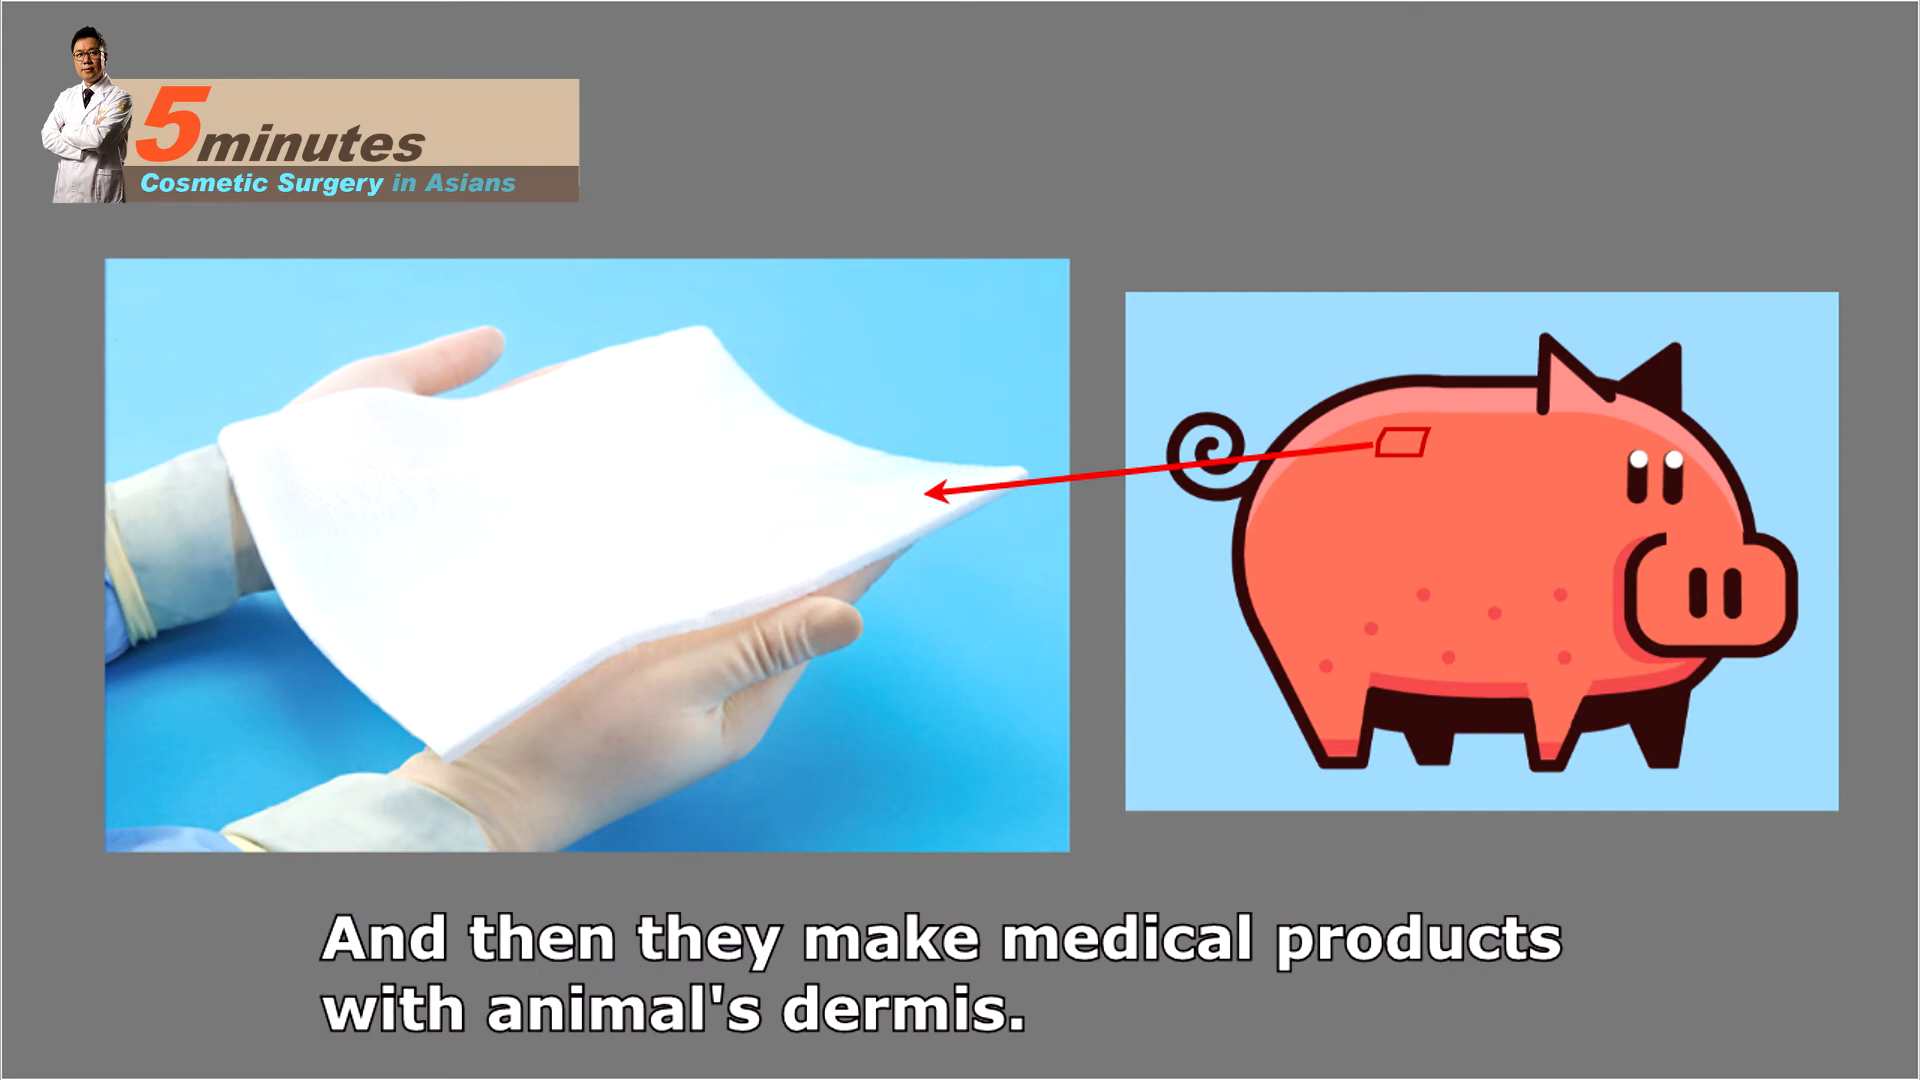 5minutes
Cosmetic Surgery in Asians
And then they make medical products
with animal's dermis.